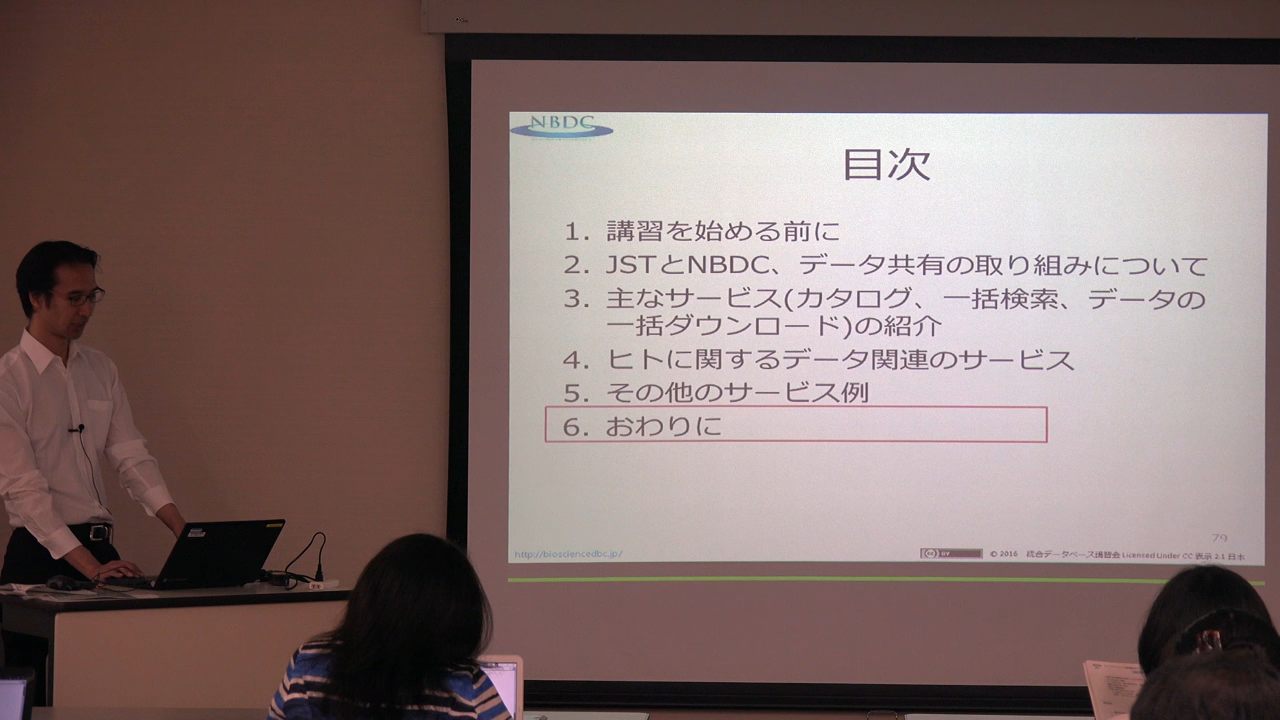 NBDC
目次
1. 講習を始める前に
2. JSTとNBDC、データ共有の取り組みについて
3. 主なサービス(カタログ、一括検索、データの
一括ダウンロード)の紹介
4. ヒトに関するデータ関連のサービス
5. その他のサービス例
6. おわりに
79
http://biosciencedbc.jp/
cc BY © 2016 統合データベース講習会 Licensed Under CC 表示 2.1 日本